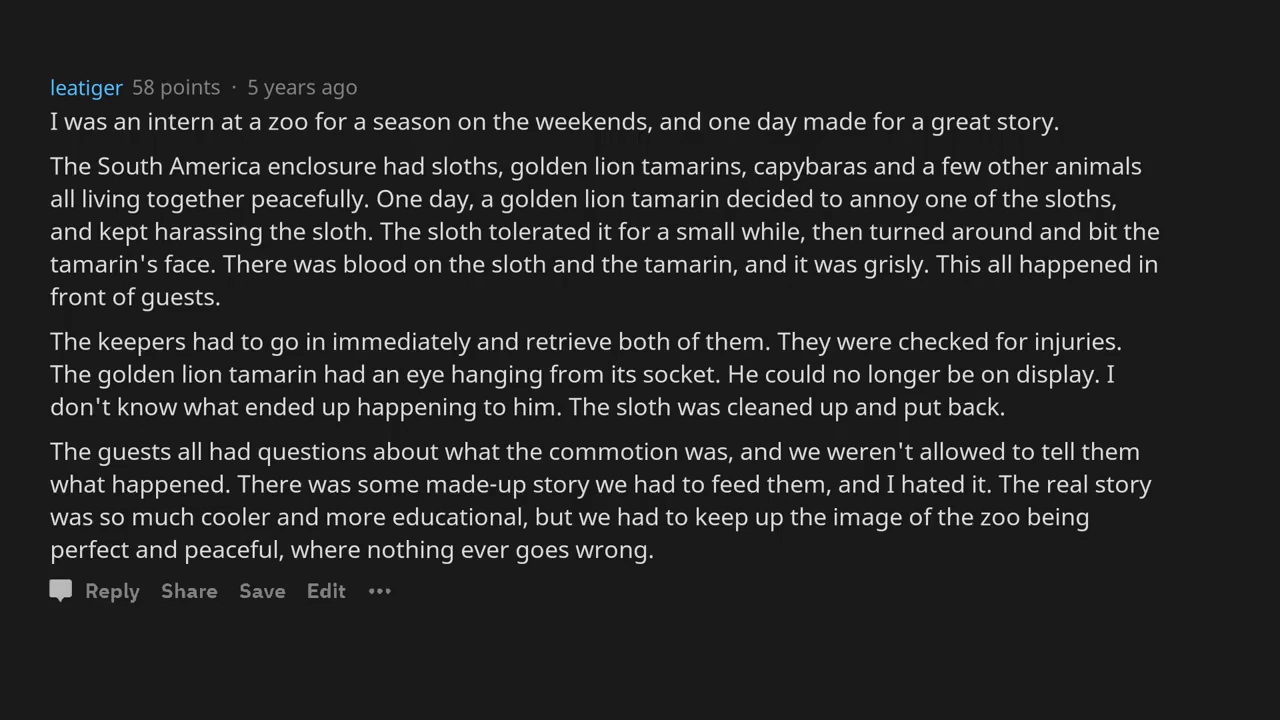 leatiger 58 points · 5 years ago
I was an intern at a zoo for a season on the weekends, and one day made for a great story.
The South America enclosure had sloths, golden lion tamarins, capybaras and a few other animals
all living together peacefully. One day, a golden lion tamarin decided to annoy one of the sloths,
and kept harassing the sloth. The sloth tolerated it for a small while, then turned around and bit the
tamarin's face. There was blood on the sloth and the tamarin, and it was grisly. This all happened in
front of guests.
The keepers had to go in immediately and retrieve both of them. They were checked for injuries.
The golden lion tamarin had an eye hanging from its socket. He could no longer be on display. I
don't know what ended up happening to him. The sloth was cleaned up and put back.
The guests all had questions about what the commotion was, and we weren't allowed to tell them
what happened. There was some made-up story we had to feed them, and I hated it. The real story
was so much cooler and more educational, but we had to keep up the image of the zoo being
perfect and peaceful, where nothing ever goes wrong.
Reply Share Save Edit •••